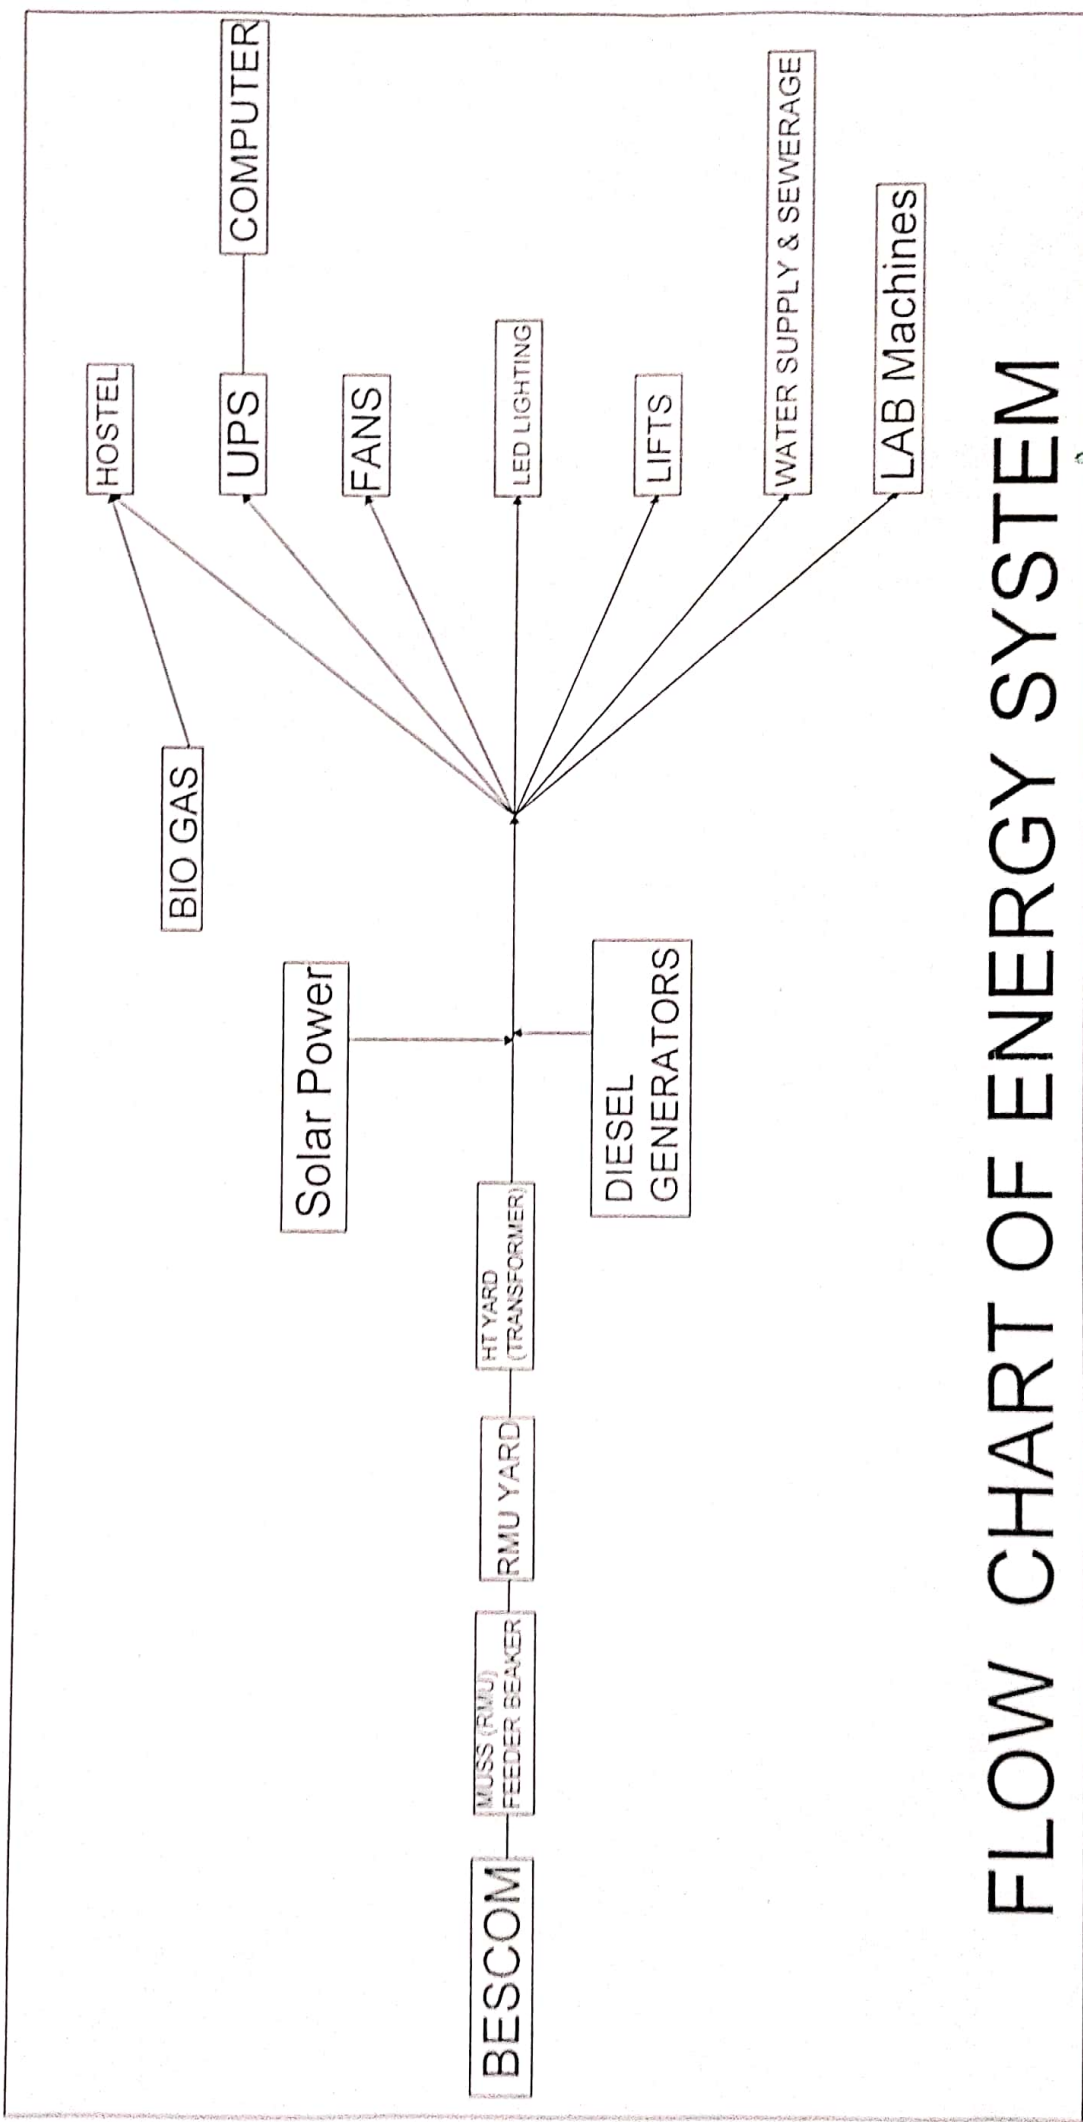 HOSTEL
UPS
COMPUTER
FANS
LED LIGHTING
LIFTS
WATER SUPPLY & SEWERAGE
LAB Machines
BIO GAS
Solar Power
DIESEL
GENERATORS
BESCOM
MUSS (RMU)
FEEDER BEAKER
RMU YARD
HT YARD
(TRANSFORMER)
FLOW CHART OF ENERGY SYSTEM